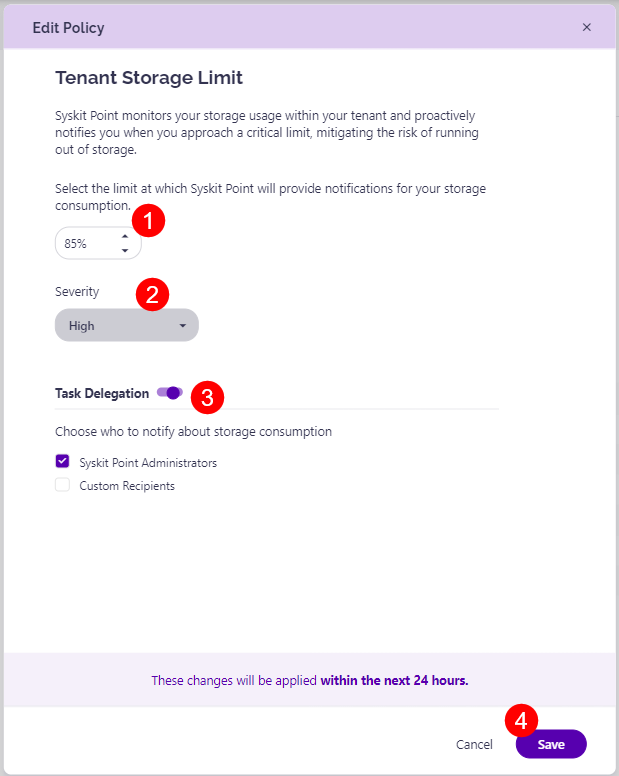 Edit Policy
×
Tenant Storage Limit
Syskit Point monitors your storage usage within your tenant and proactively
notifies you when you approach a critical limit, mitigating the risk of running
out of storage.
Select the limit at which Syskit Point will provide notifications for your storage
consumption.
1
85%
Severity
2
High
Task Delegation
3
Choose who to notify about storage consumption
Syskit Point Administrators
Custom Recipients
These changes will be applied within the next 24 hours.
4
Cancel
Save